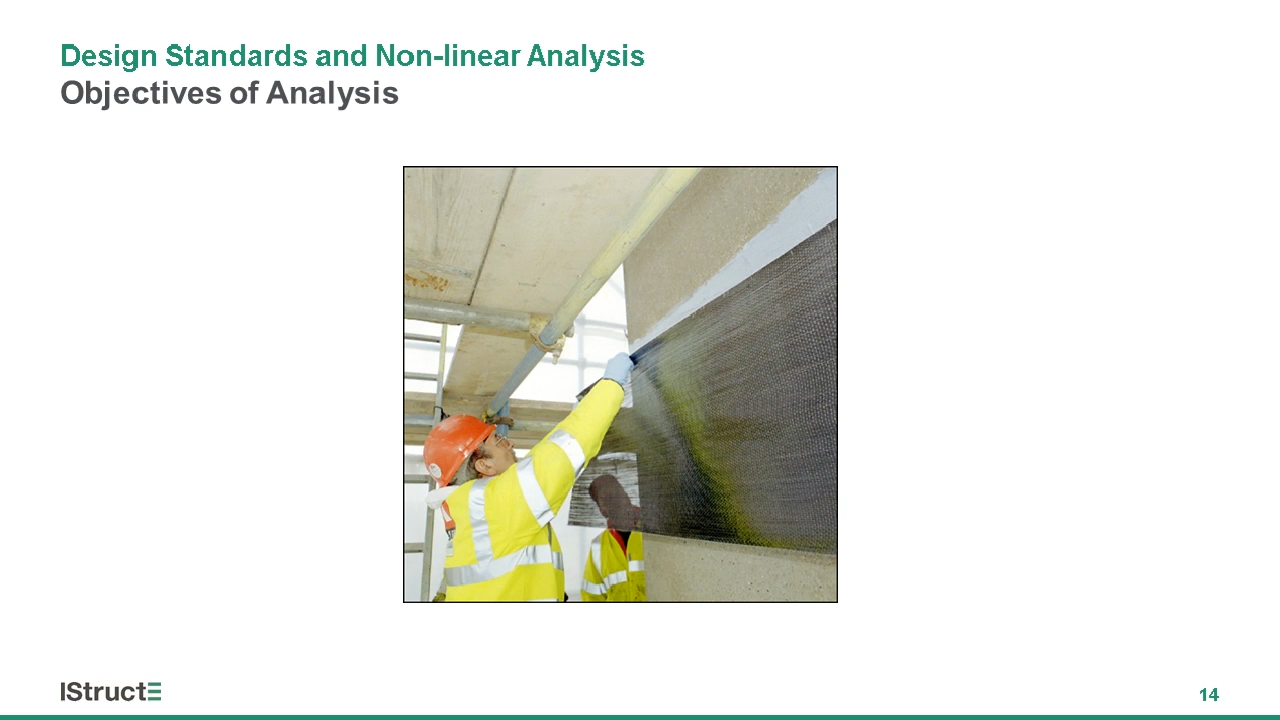 Design Standards and Non-linear Analysis
Objectives of Analysis
IStructE
14